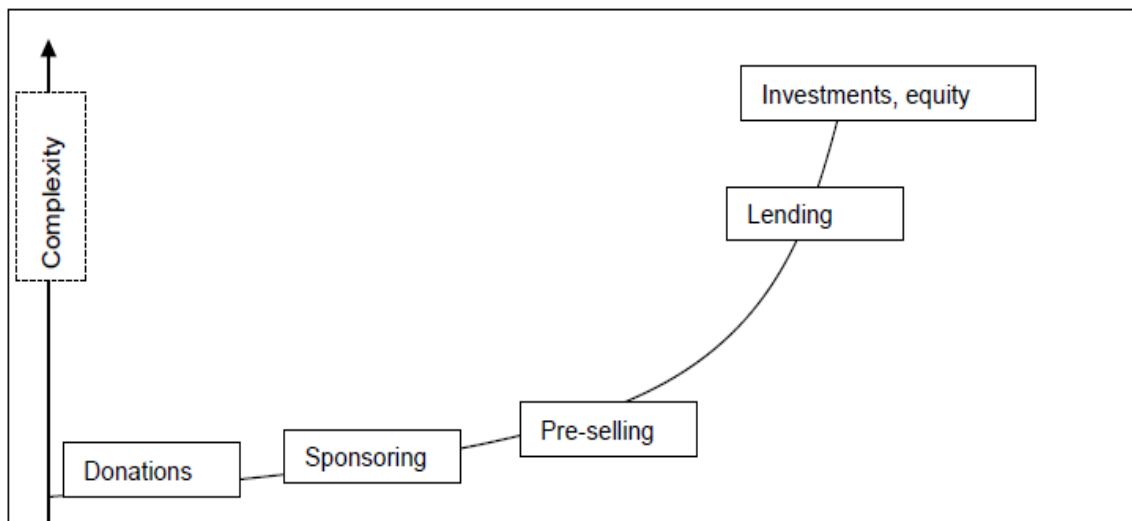 Complexity
Investments, equity
Lending
Pre-selling
Sponsoring
Donations